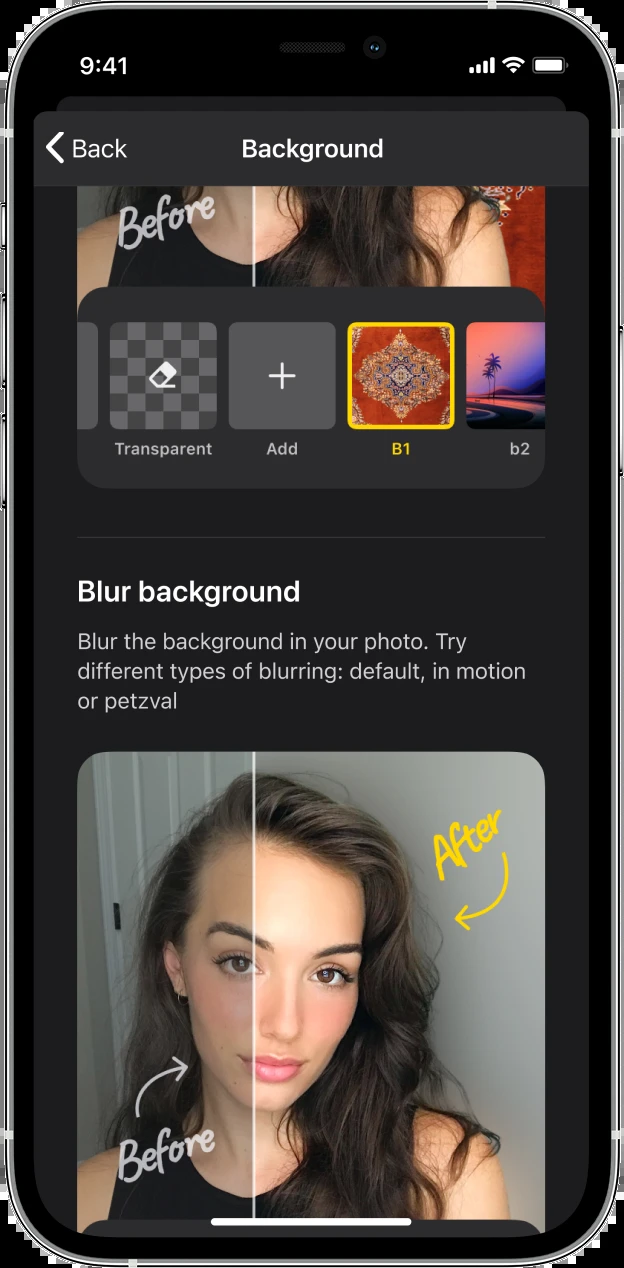 9:41
Back
Background
Before
Transparent
Add
B1
b2
Blur background
Blur the background in your photo. Try
different types of blurring: default, in motion
or petzval
After
Before